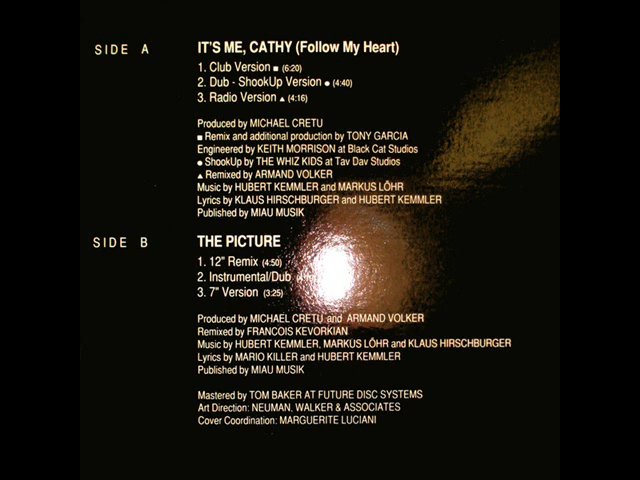 SIDE A
IT'S ME, CATHY (Follow My Heart)
1. Club Version ■ (6:20)
2. Dub - ShookUp Version ● (4:40)
3. Radio Version ▲ (4:16)
Produced by MICHAEL CRETU
■ Remix and additional production by TONY GARCIA
Engineered by KEITH MORRISON at Black Cat Studios
● ShookUp by THE WHIZ KIDS at Tav Dav Studios
▲ Remixed by ARMAND VOLKER
Music by HUBERT KEMMLER and MARKUS LÖHR
Lyrics by KLAUS HIRSCHBURGER and HUBERT KEMMLER
Published by MIAU MUSIK
SIDE B
THE PICTURE
1. 12" Remix (4:50)
2. Instrumental/Dub
3. 7" Version (3:25)
Produced by MICHAEL CRETU and ARMAND VOLKER
Remixed by FRANCOIS KEVORKIAN
Music by HUBERT KEMMLER, MARKUS LÖHR and KLAUS HIRSCHBURGER
Lyrics by MARIO KILLER and HUBERT KEMMLER
Published by MIAU MUSIK
Mastered by TOM BAKER AT FUTURE DISC SYSTEMS
Art Direction: NEUMAN, WALKER & ASSOCIATES
Cover Coordination: MARGUERITE LUCIANI